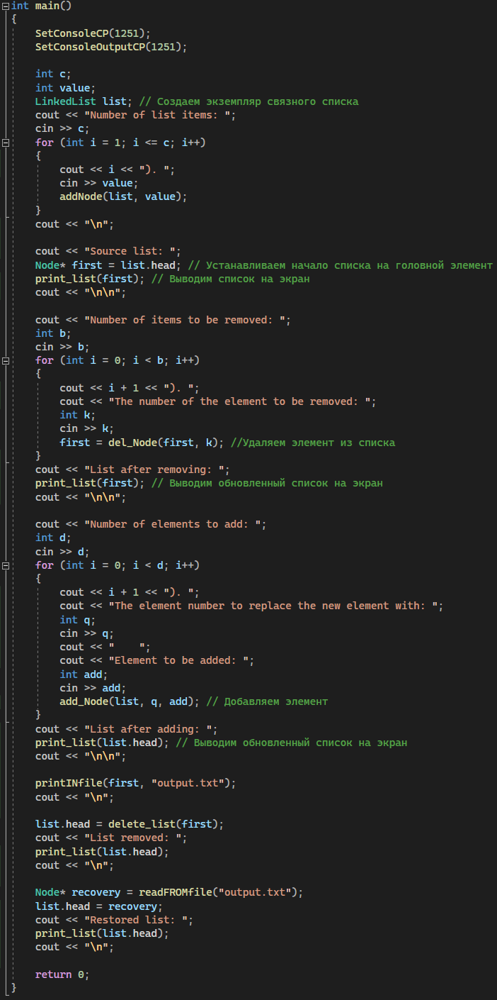 int main()
{
    SetConsoleCP(1251);
    SetConsoleOutputCP(1251);

    int c;
    int value;
    LinkedList list; // Создаем экземпляр связного списка
    cout << "Number of list items: ";
    cin >> c;
    for (int i = 1; i <= c; i++)
    {
        cout << i << "). ";
        cin >> value;
        addNode(list, value);
    }
    cout << "\n";

    cout << "Source list: ";
    Node* first = list.head; // Устанавливаем начало списка на головной элемент
    print_list(first); // Выводим список на экран
    cout << "\n\n";

    cout << "Number of items to be removed: ";
    int b;
    cin >> b;
    for (int i = 0; i < b; i++)
    {
        cout << i + 1 << "). ";
        cout << "The number of the element to be removed: ";
        int k;
        cin >> k;
        first = del_Node(first, k); //Удаляем элемент из списка
    }
    cout << "List after removing: ";
    print_list(first); // Выводим обновленный список на экран
    cout << "\n\n";

    cout << "Number of elements to add: ";
    int d;
    cin >> d;
    for (int i = 0; i < d; i++)
    {
        cout << i + 1 << "). ";
        cout << "The element number to replace the new element with: ";
        int q;
        cin >> q;
        cout << "    ";
        cout << "Element to be added: ";
        int add;
        cin >> add;
        add_Node(list, q, add); // Добавляем элемент
    }
    cout << "List after adding: ";
    print_list(list.head); // Выводим обновленный список на экран
    cout << "\n\n";

    printINfile(first, "output.txt");
    cout << "\n";

    list.head = delete_list(first);
    cout << "List removed: ";
    print_list(list.head);
    cout << "\n";

    Node* recovery = readFROMfile("output.txt");
    list.head = recovery;
    cout << "Restored list: ";
    print_list(list.head);
    cout << "\n";

    return 0;
}